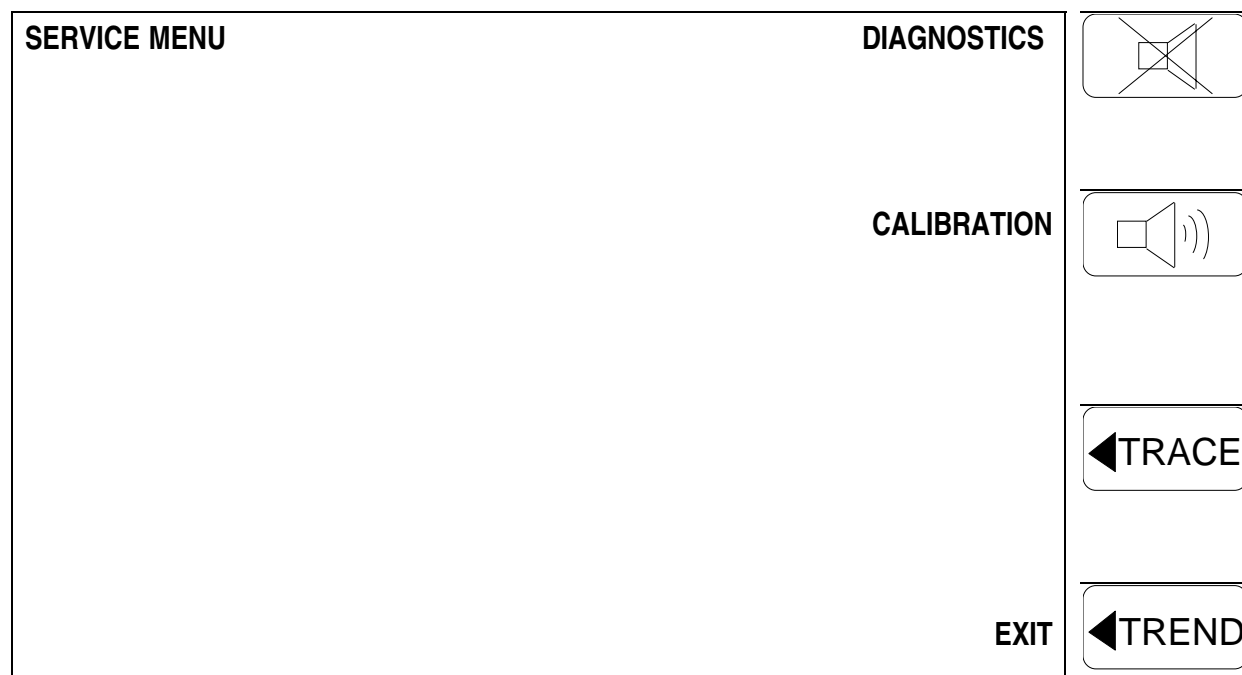 SERVICE MENU
DIAGNOSTICS
CALIBRATION
TRACE
EXIT
TREND